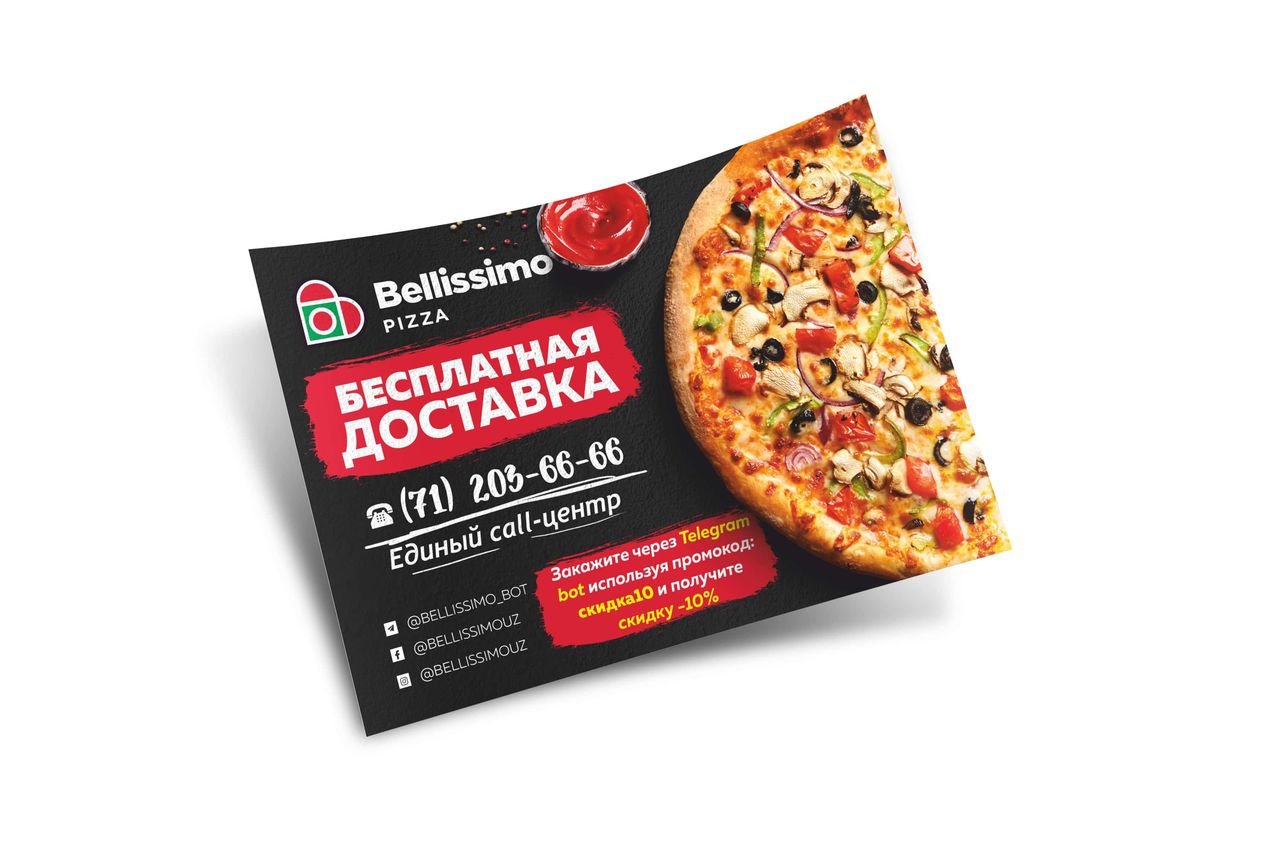 Bellissimo
PIZZA
БЕСПЛАТНАЯ
ДОСТАВКА
(71) 203-66-66
Единый call-центр
Закажите через Telegram
bot используя промокод:
скидка10 и получите
скидку -10%
@BELLISSIMO_BOT
@BELLISSIMOUZ
@BELLISSIMOUZ